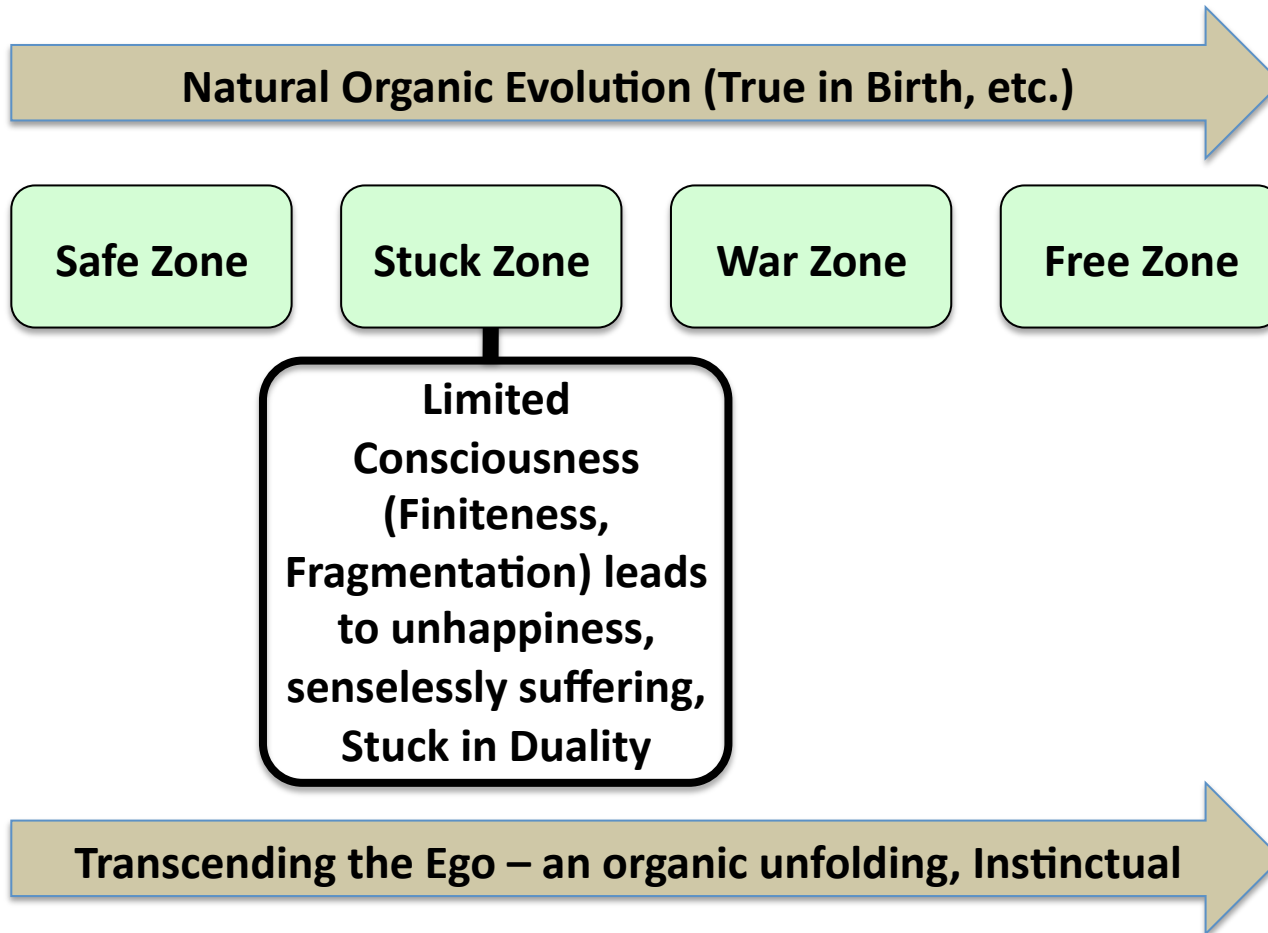 Natural Organic Evolution (True in Birth, etc.)
Safe Zone
Stuck Zone
War Zone
Free Zone
Limited
Consciousness
(Finiteness,
Fragmentation) leads
to unhappiness,
senselessly suffering,
Stuck in Duality
Transcending the Ego – an organic unfolding, Instinctual